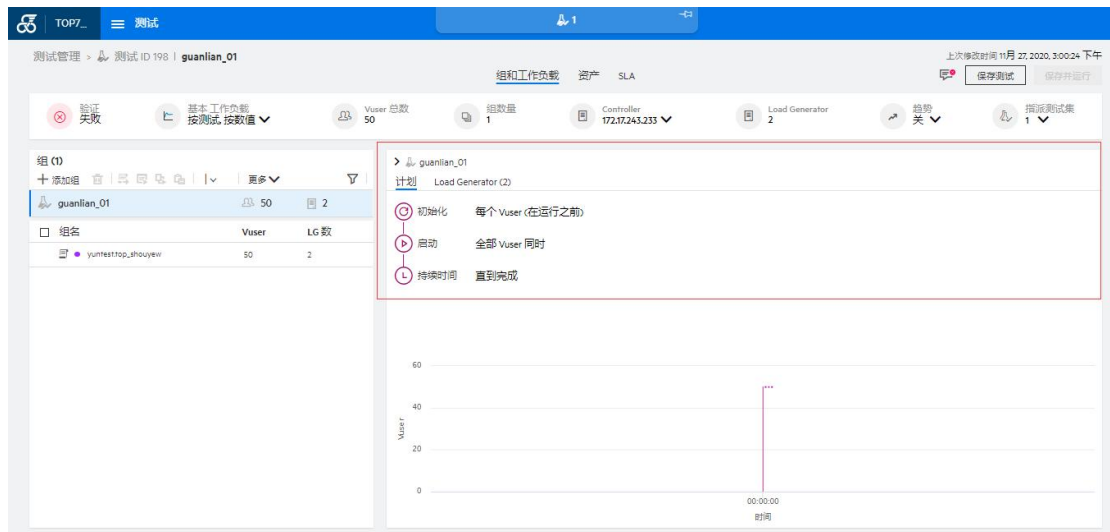 TOP7_ 测试 1
测试管理 > 测试 ID 198 | guanlian_01
上次修改时间 11月 27, 2020, 3:00:24 下午
组和工作负载 资产 SLA
保存测试 保存并运行
验证 基本工作负载 Vuser 总数 组数量 Controller Load Generator 趋势 指派测试集
失败 按测试, 按数值 50 1 172.17.243.233 2 关 1
组 (1)
添加组 更多
guanlian_01 50 2
组名 Vuser LG 数
yuntest.top_shouyew 50 2
guanlian_01
计划 Load Generator (2)
初始化 每个 Vuser (在运行之前)
启动 全部 Vuser 同时
持续时间 直到完成
60
40
Vuser
20
0
00:00:00
时间